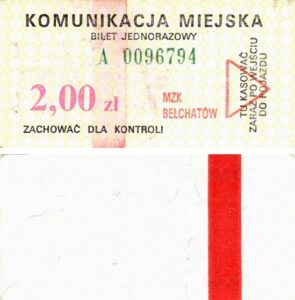 KOMUNIKACJA MIEJSKA
BILET JEDNORAZOWY
A 0096794
2,00 zł
MZK
BEŁCHATÓW
ZACHOWAĆ DLA KONTROLI
TU KASOWAĆ
ZARAZ PO WEJŚCIU
DO POJAZDU